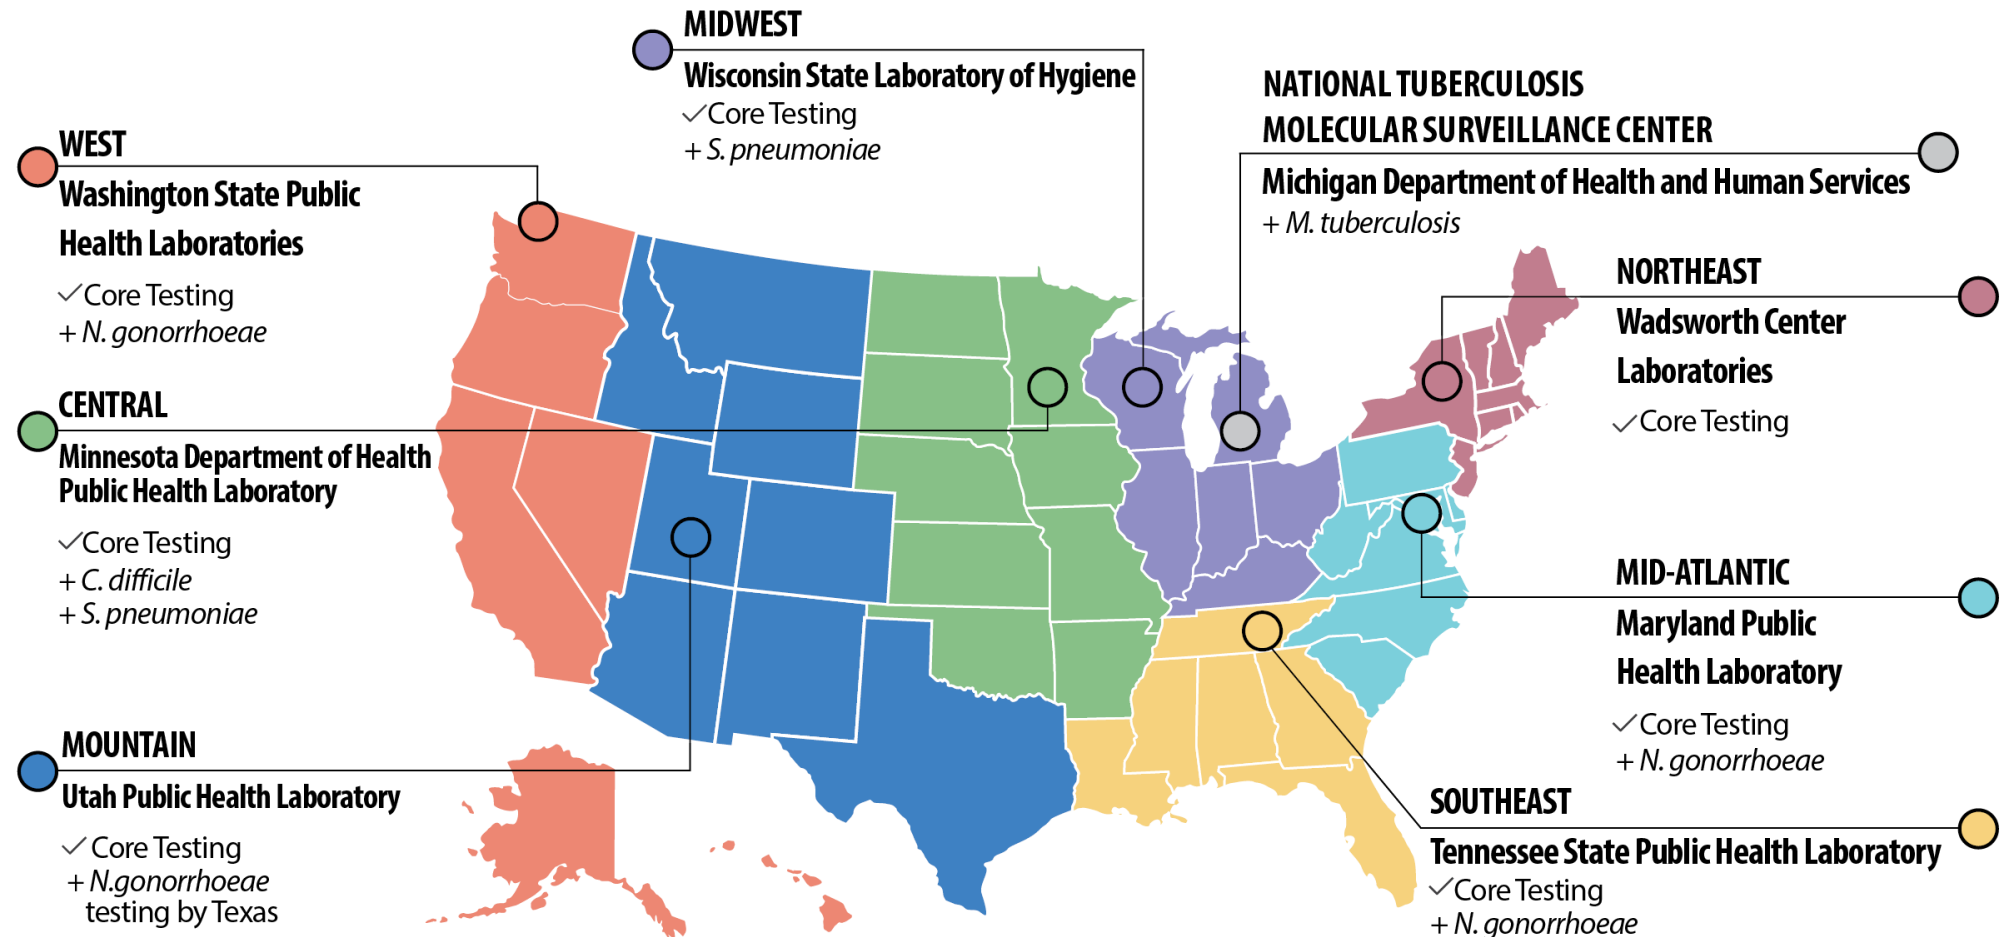 MIDWEST
Wisconsin State Laboratory of Hygiene
✓Core Testing
+ S. pneumoniae
NATIONAL TUBERCULOSIS
MOLECULAR SURVEILLANCE CENTER
Michigan Department of Health and Human Services
+ M. tuberculosis
WEST
Washington State Public
Health Laboratories
✓Core Testing
+ N. gonorrhoeae
NORTHEAST
Wadsworth Center
Laboratories
✓Core Testing
CENTRAL
Minnesota Department of Health
Public Health Laboratory
✓Core Testing
+ C. difficile
+ S. pneumoniae
MID-ATLANTIC
Maryland Public
Health Laboratory
✓Core Testing
+ N. gonorrhoeae
MOUNTAIN
Utah Public Health Laboratory
✓ Core Testing
+ N.gonorrhoeae
testing by Texas
SOUTHEAST
Tennessee State Public Health Laboratory
✓Core Testing
+ N. gonorrhoeae